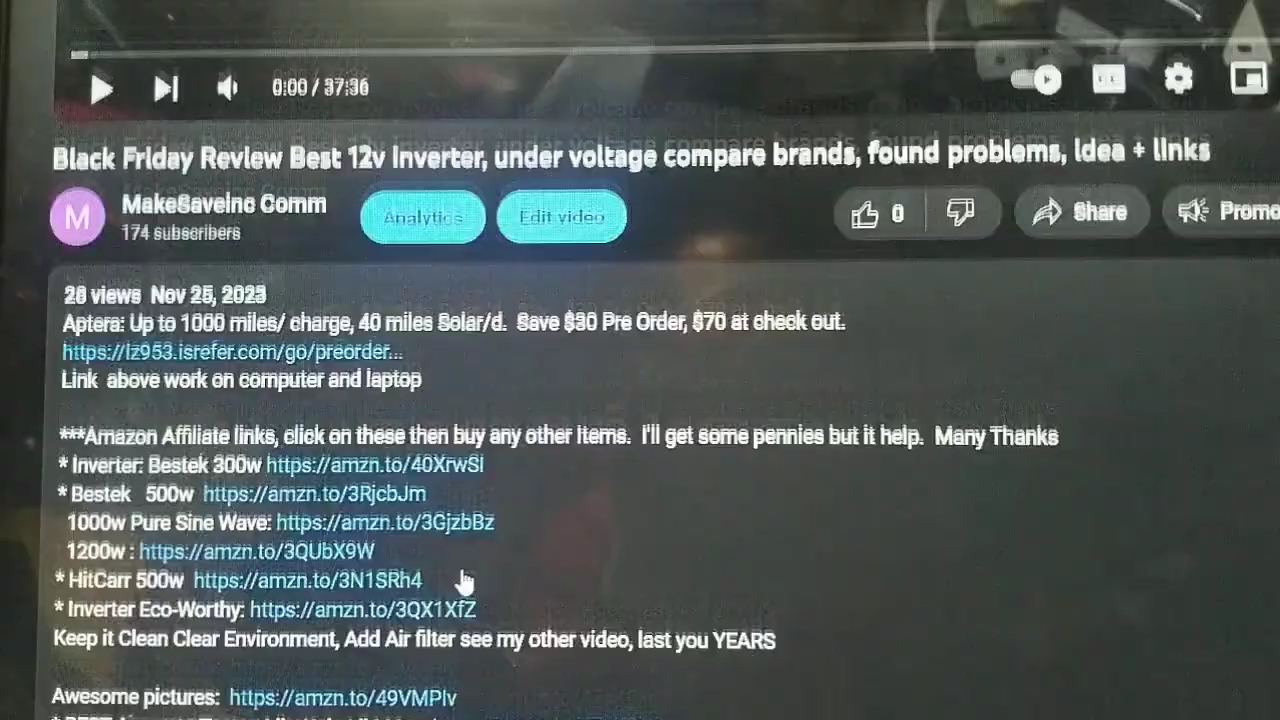 0:00 / 37:36
Black Friday Review Best 12v Inverter, under voltage compare brands, found problems, Idea + links
M
MakeSaveInc Comm
Analytics
Edit video
0
Share
Promo
174 subscribers
28 views Nov 25, 2023
Aptera: Up to 1000 miles/ charge, 40 miles Solar/d. Save $30 Pre Order, $70 at check out.
https://lz953.isrefer.com/go/preorder...
Link above work on computer and laptop
***Amazon Affiliate links, click on these then buy any other Items. I'll get some pennies but it help. Many Thanks
* Inverter: Bestek 300w https://amzn.to/40XrwSl
* Bestek 500w https://amzn.to/3RjcbJm
1000w Pure Sine Wave: https://amzn.to/3GjzbBz
1200w : https://amzn.to/3QUbX9W
* HitCarr 500w https://amzn.to/3N1SRh4
* Inverter Eco-Worthy: https://amzn.to/3QX1XfZ
Keep it Clean Clear Environment, Add Air filter see my other video, last you YEARS
Awesome pictures: https://amzn.to/49VMPlv